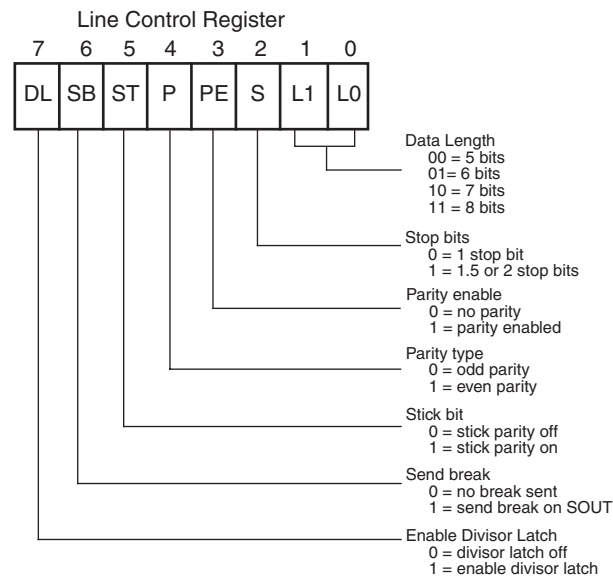 Line Control Register
7 6 5 4 3 2 1 0
DL SB ST P PE S L1 L0
Data Length
00 = 5 bits
01= 6 bits
10 = 7 bits
11 = 8 bits
Stop bits
0 = 1 stop bit
1 = 1.5 or 2 stop bits
Parity enable
0 = no parity
1 = parity enabled
Parity type
0 = odd parity
1 = even parity
Stick bit
0 = stick parity off
1 = stick parity on
Send break
0 = no break sent
1 = send break on SOUT
Enable Divisor Latch
0 = divisor latch off
1 = enable divisor latch